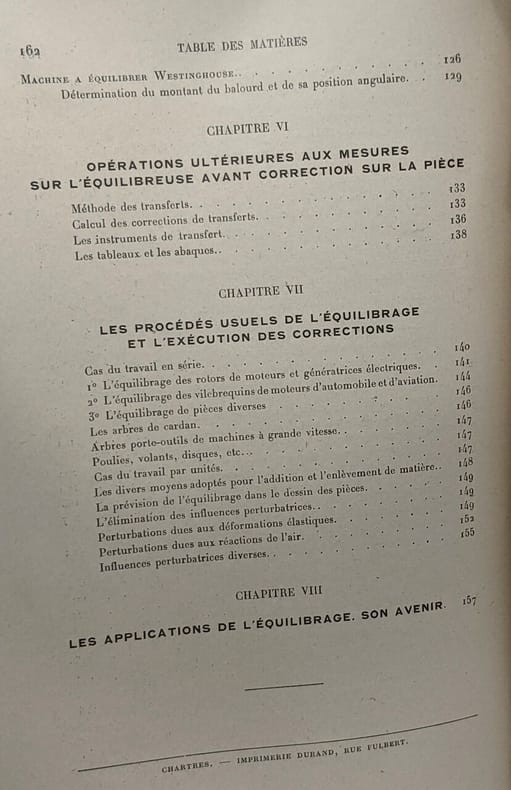 162
TABLE DES MATIÈRES
MACHINE A ÉQUILIBRER WESTINGHOUSE. . . . . . . . . . . 126
Détermination du montant du balourd et de sa position angulaire. . 129
CHAPITRE VI
OPÉRATIONS ULTÉRIEURES AUX MESURES
SUR L'ÉQUILIBREUSE AVANT CORRECTION SUR LA PIÈCE
Méthode des transferts. . . . . . . . . . . . . . 133
Calcul des corrections de transferts. . . . . . . . . . . 133
Les instruments de transfert. . . . . . . . . . . . . 136
Les tableaux et les abaques. . . . . . . . . . . . . 138
CHAPITRE VII
LES PROCÉDÉS USUELS DE L'ÉQUILIBRAGE
ET L'EXÉCUTION DES CORRECTIONS
Cas du travail en série. . . . . . . . . . . . . . 140
1° L'équilibrage des rotors de moteurs et génératrices électriques. . 141
2° L'équilibrage des vilebrequins de moteurs d'automobile et d'aviation. 144
3° L'équilibrage de pièces diverses . . . . . . . . . . 146
Les arbres de cardan. . . . . . . . . . . . . . . 146
Arbres porte-outils de machines à grande vitesse. . . . . . . 147
Poulies, volants, disques, etc... . . . . . . . . . . . 147
Cas du travail par unités. . . . . . . . . . . . . . 147
Les divers moyens adoptés pour l'addition et l'enlèvement de matière. . 148
La prévision de l'équilibrage dans le dessin des pièces. . . . . . 149
L'élimination des influences perturbatrices. . . . . . . . . 149
Perturbations dues aux déformations élastiques. . . . . . . . 149
Perturbations dues aux réactions de l'air. . . . . . . . . . 152
Influences perturbatrices diverses. . . . . . . . . . . . 155
CHAPITRE VIII
LES APPLICATIONS DE L'ÉQUILIBRAGE. SON AVENIR. 157
CHARTRES. — IMPRIMERIE DURAND, RUE FULBERT.